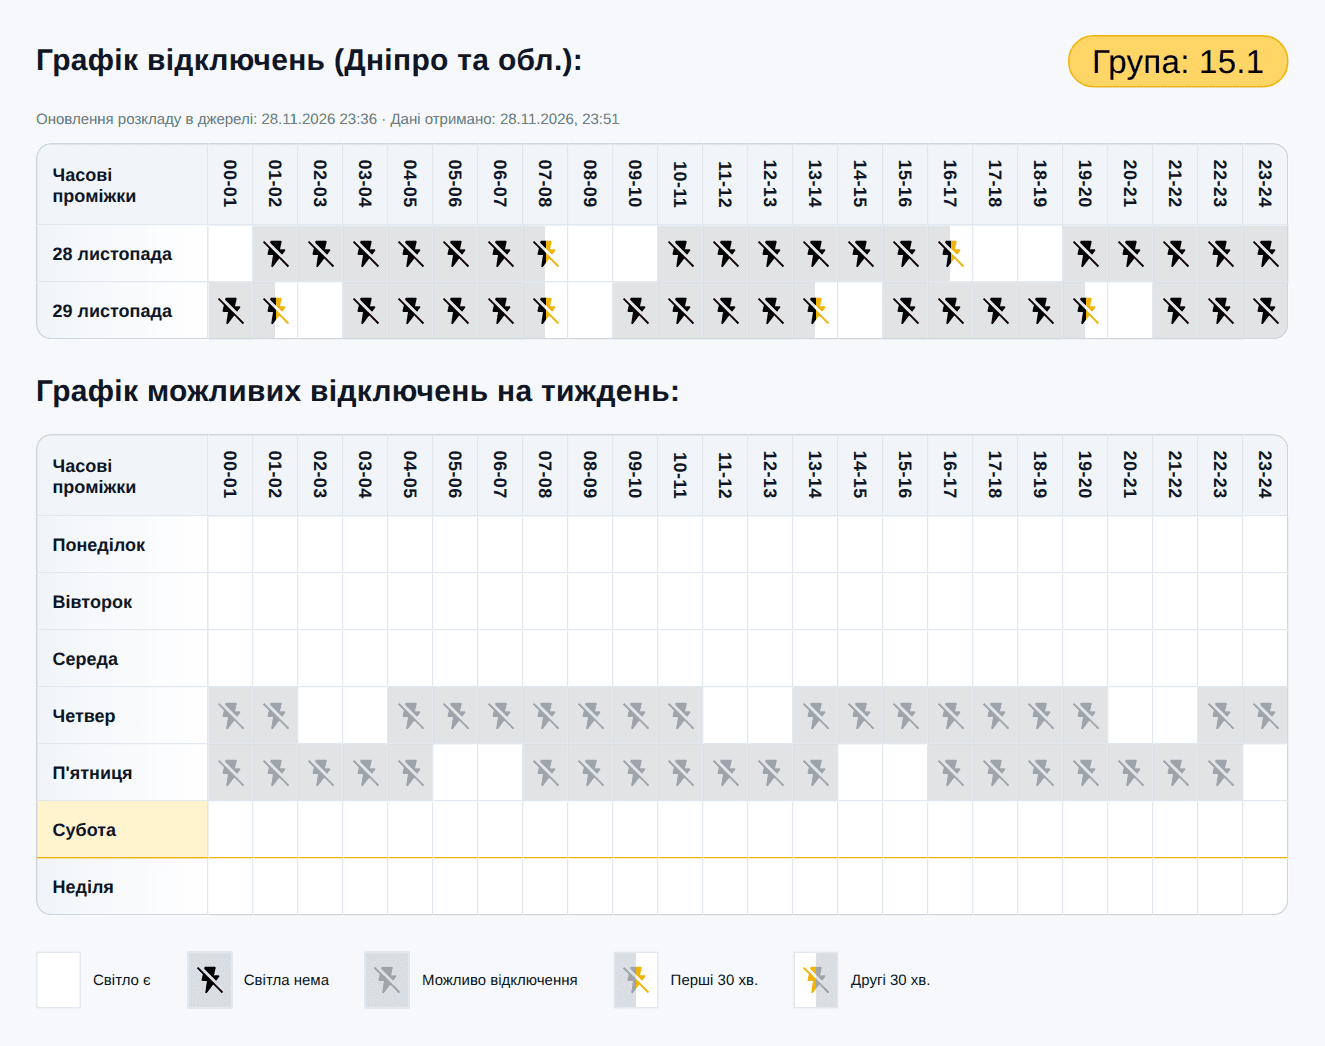 Графік відключень (Дніпро та обл.):
Група: 15.1
Оновлення розкладу в джерелі: 28.11.2026 23:36 · Дані отримано: 28.11.2026, 23:51
Часові проміжки 00-01 01-02 02-03 03-04 04-05 05-06 06-07 07-08 08-09 09-10 10-11 11-12 12-13 13-14 14-15 15-16 16-17 17-18 18-19 19-20 20-21 21-22 22-23 23-24
28 листопада
29 листопада
Графік можливих відключень на тиждень:
Часові проміжки 00-01 01-02 02-03 03-04 04-05 05-06 06-07 07-08 08-09 09-10 10-11 11-12 12-13 13-14 14-15 15-16 16-17 17-18 18-19 19-20 20-21 21-22 22-23 23-24
Понеділок
Вівторок
Середа
Четвер
П'ятниця
Субота
Неділя
Світло є Світла нема Можливо відключення Перші 30 хв. Другі 30 хв.